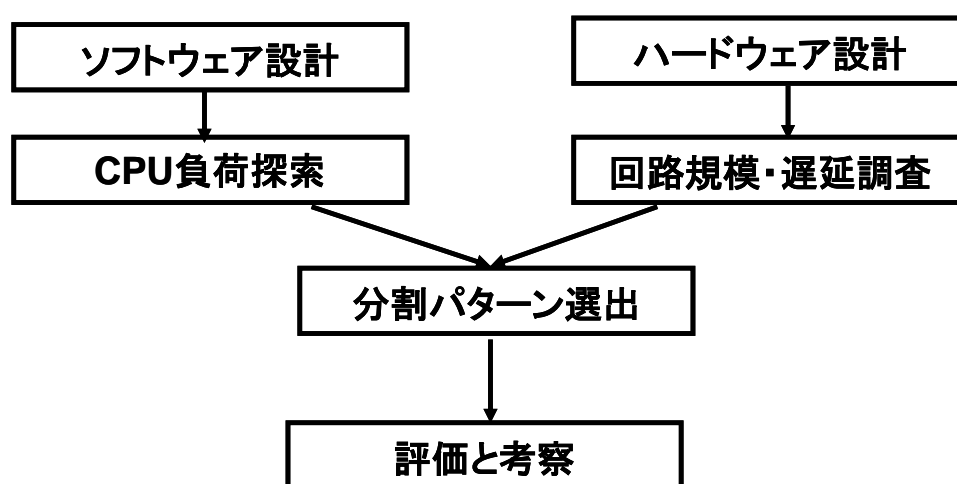 ソフトウェア設計
ハードウェア設計
CPU負荷探索
回路規模・遅延調査
分割パターン選出
評価と考察